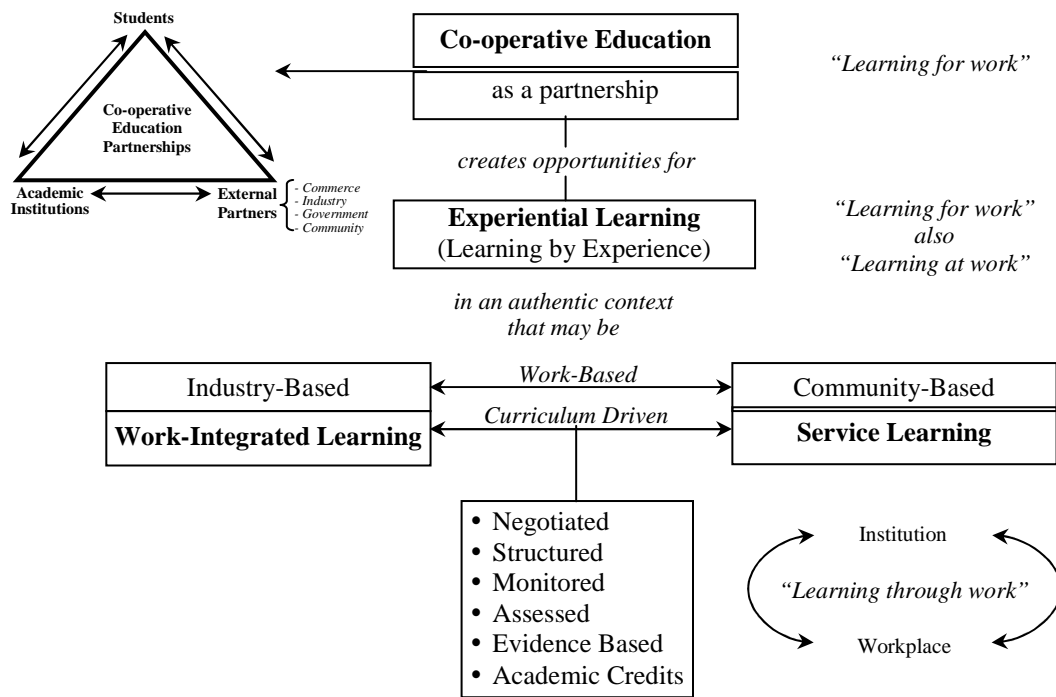 Students
Co-operative
Education
Partnerships
Academic
Institutions
External
Partners
- Commerce
- Industry
- Government
- Community
Co-operative Education
as a partnership
“Learning for work”
creates opportunities for
Experiential Learning
(Learning by Experience)
“Learning for work”
also
“Learning at work”
in an authentic context
that may be
Industry-Based
Work-Based
Community-Based
Work-Integrated Learning
Curriculum Driven
Service Learning
• Negotiated
• Structured
• Monitored
• Assessed
• Evidence Based
• Academic Credits
Institution
“Learning through work”
Workplace